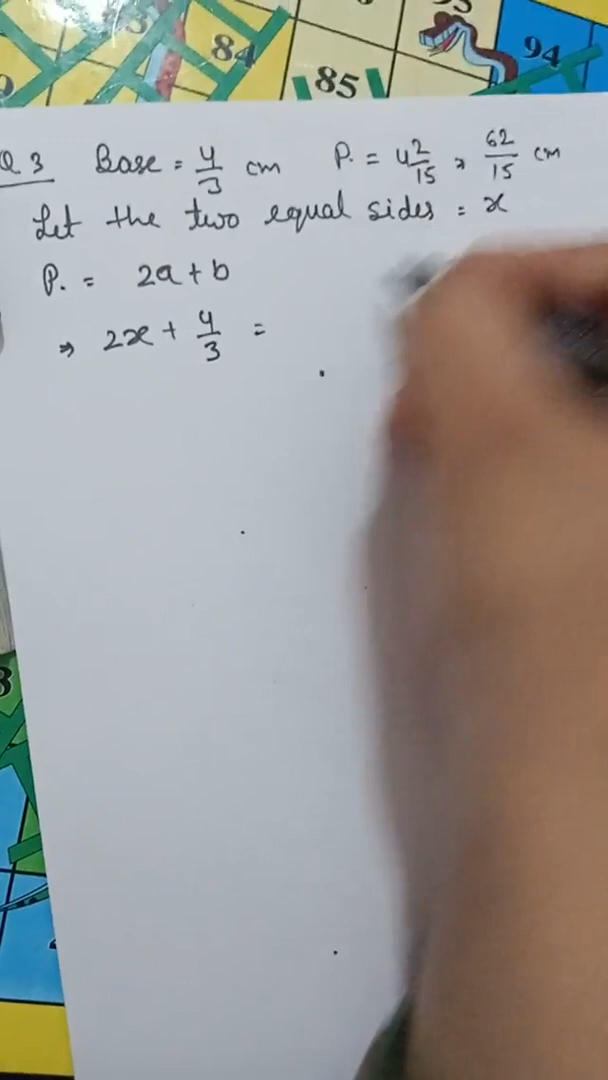 84
85
94
Q 3 Base = 4/3 cm P. = 4 2/15 , 62/15 cm
Let the two equal sides = x
P. = 2a + b
⇒ 2x + 4/3 =